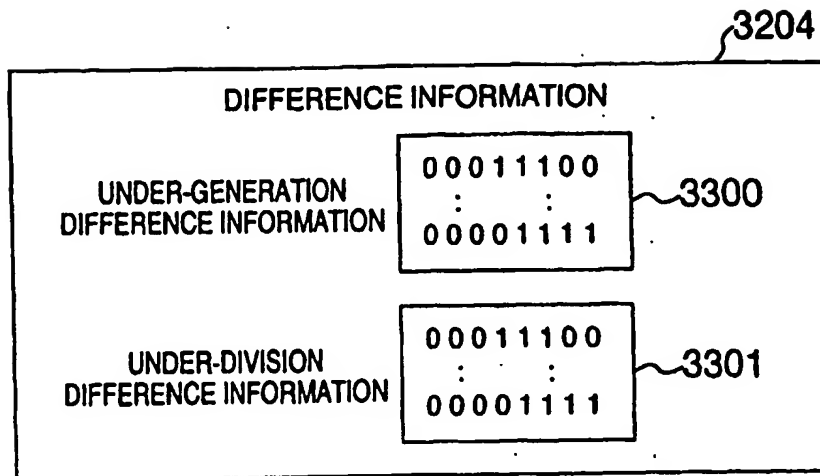 3204
DIFFERENCE INFORMATION
UNDER-GENERATION
DIFFERENCE INFORMATION
00011100
: :
00001111
3300
UNDER-DIVISION
DIFFERENCE INFORMATION
00011100
: :
00001111
3301